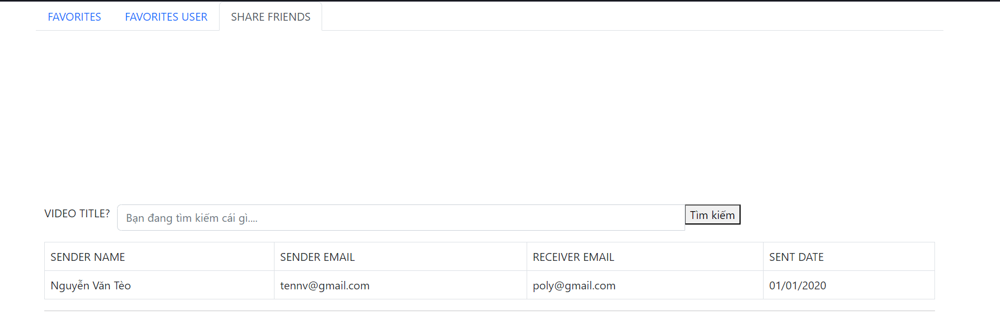 FAVORITES FAVORITES USER SHARE FRIENDS
VIDEO TITLE? Bạn đang tìm kiếm cái gì.... Tìm kiếm
SENDER NAME SENDER EMAIL RECEIVER EMAIL SENT DATE
Nguyễn Văn Tèo tennv@gmail.com poly@gmail.com 01/01/2020